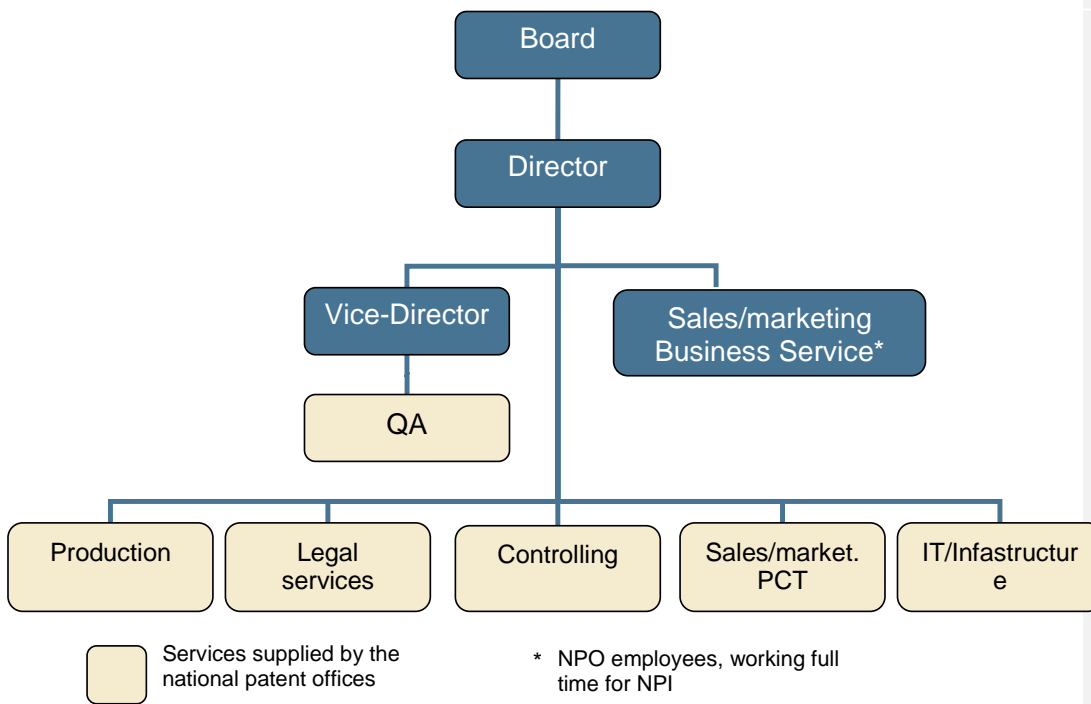 Board
Director
Vice-Director
Sales/marketing
Business Service*
QA
Production
Legal
services
Controlling
Sales/market.
PCT
IT/Infastructur
e
Services supplied by the
national patent offices
* NPO employees, working full
time for NPI